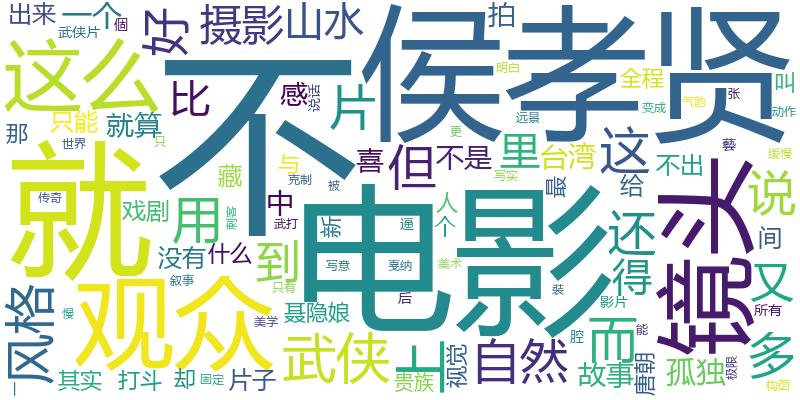 出来
一个
個
武侠片
好
摄影
山水
不
侯孝贤
拍
这么
那
只能
就算
比
感
说话
片
明白
全程
叫
远景
变成
气韵
张
动作
世界
只
更
就
传奇
藏
与
喜
但
不是
里
台湾
这
不出
藝
缓慢
克制
被
写实
最
给
镜头
说
戏剧
用
刺客
中
武打
新
电影
人
个
逼
还
间
没有
什么
到
写意
戛纳
美术
得
又
风格
叙事
只有
后
裝
影片
所有
观众
聂隐娘
慢
美学
武侠
上
视觉
自然
而
能
多
腔
故事
唐朝
孤独
极限
一
其实
打斗
却
固定
片子
贵族
构图